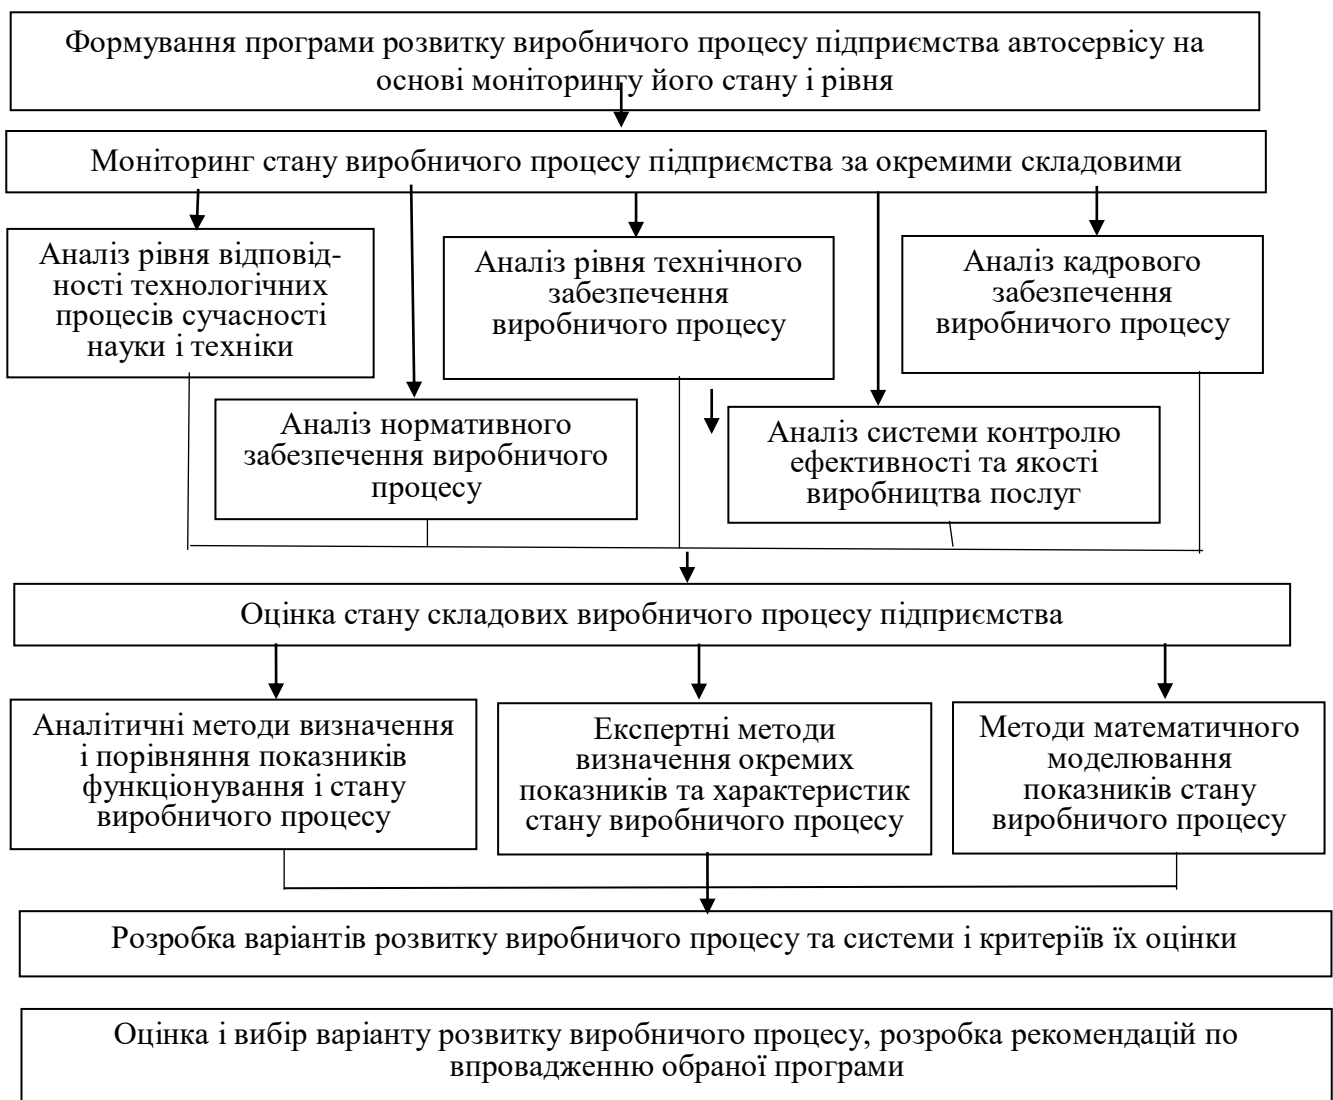 Формування програми розвитку виробничого процесу підприємства автосервісу на
основі моніторингу його стану і рівня
Моніторинг стану виробничого процесу підприємства за окремими складовими
Аналіз рівня відповід-
ності технологічних
процесів сучасності
науки і техніки
Аналіз рівня технічного
забезпечення
виробничого процесу
Аналіз кадрового
забезпечення
виробничого процесу
Аналіз нормативного
забезпечення виробничого
процесу
Аналіз системи контролю
ефективності та якості
виробництва послуг
Оцінка стану складових виробничого процесу підприємства
Аналітичні методи визначення
і порівняння показників
функціонування і стану
виробничого процесу
Експертні методи
визначення окремих
показників та характеристик
стану виробничого процесу
Методи математичного
моделювання
показників стану
виробничого процесу
Розробка варіантів розвитку виробничого процесу та системи і критеріїв їх оцінки
Оцінка і вибір варіанту розвитку виробничого процесу, розробка рекомендацій по
впровадженню обраної програми